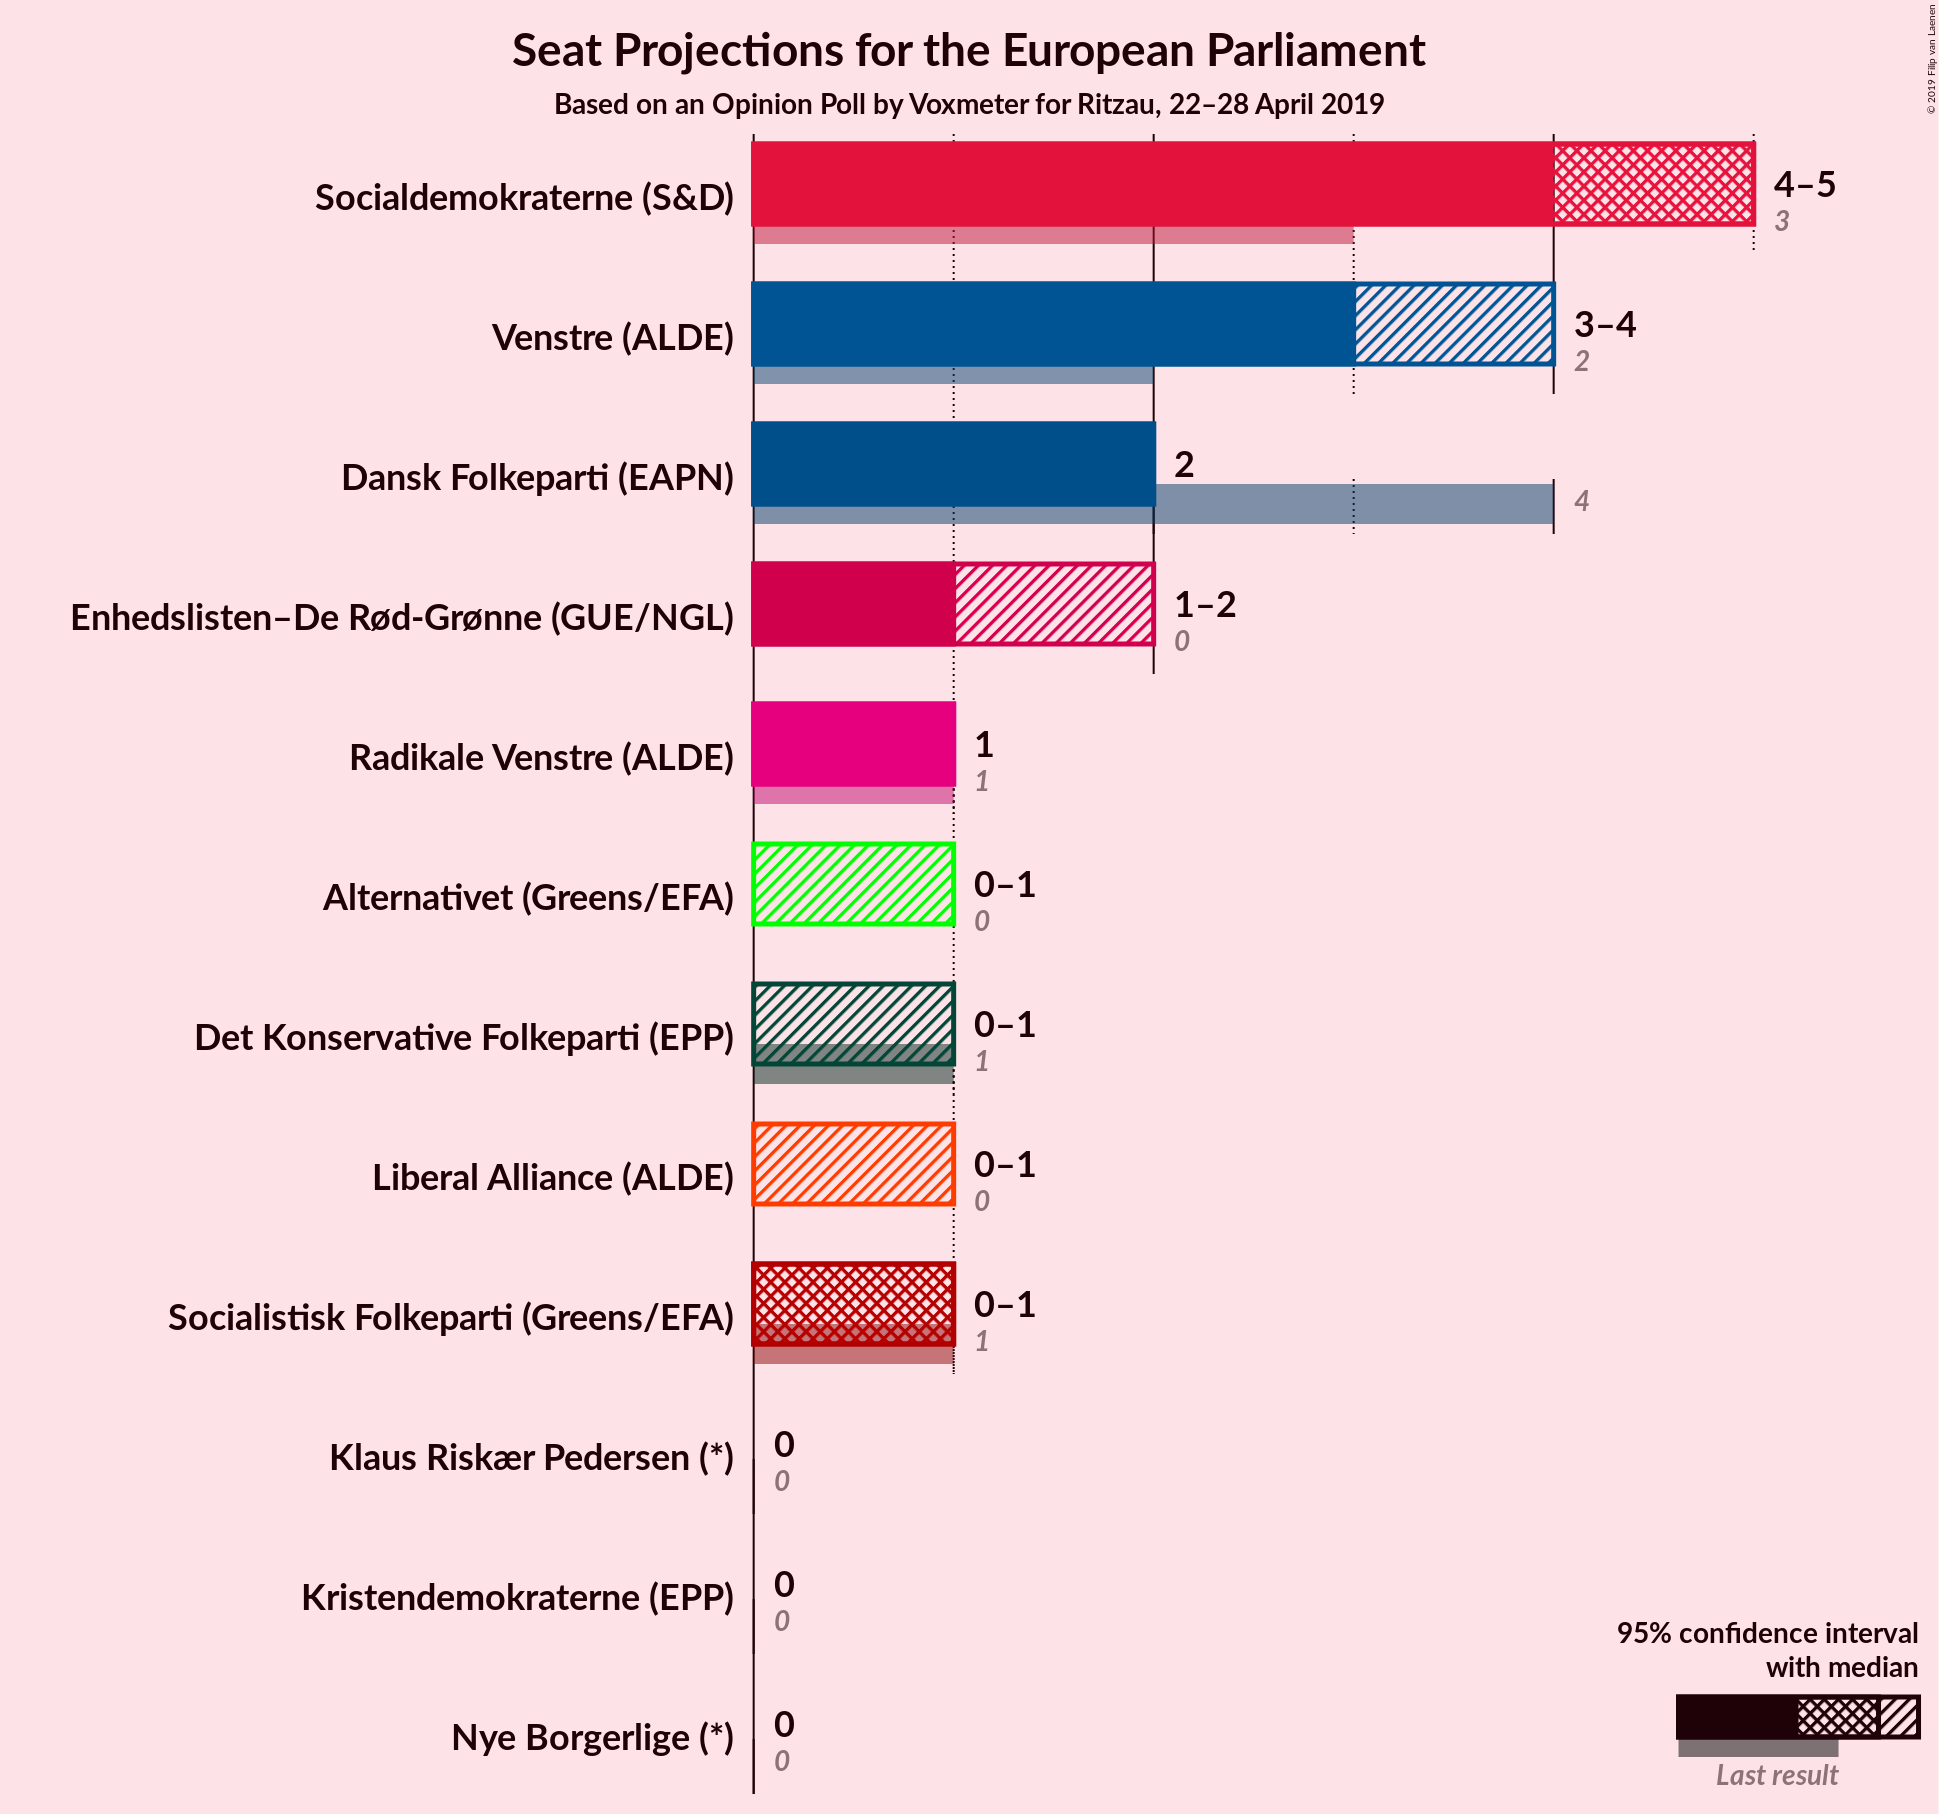 Seat Projections for the European Parliament
Based on an Opinion Poll by Voxmeter for Ritzau, 22–28 April 2019
© 2019 Filip van Laenen
Socialdemokraterne (S&D)
4–5
3
Venstre (ALDE)
3–4
2
Dansk Folkeparti (EAPN)
2
4
Enhedslisten–De Rød-Grønne (GUE/NGL)
1–2
0
Radikale Venstre (ALDE)
1
1
Alternativet (Greens/EFA)
0–1
0
Det Konservative Folkeparti (EPP)
0–1
1
Liberal Alliance (ALDE)
0–1
0
Socialistisk Folkeparti (Greens/EFA)
0–1
1
Klaus Riskær Pedersen (*)
0
0
Kristendemokraterne (EPP)
0
0
Nye Borgerlige (*)
0
0
95% confidence interval
with median
Last result